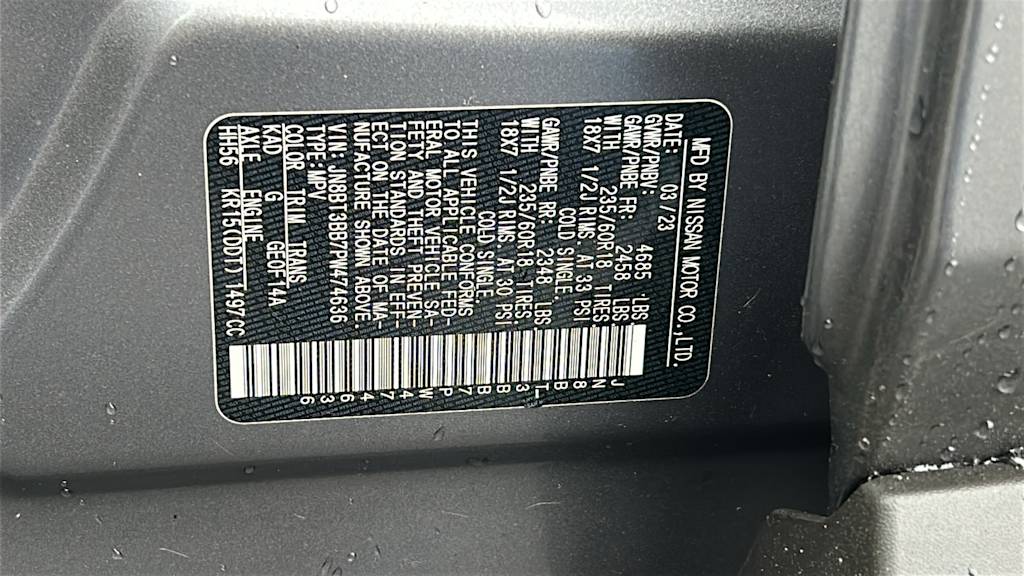 MFD BY NISSAN MOTOR CO.,LTD.
DATE: 03/23
GVWR/PNBV: 4685 LBS
GAWR/PNBE FR: 2458 LBS
WITH 235/60R18 TIRES.
18X7 1/2J RIMS. AT 33 PSI
COLD SINGLE.
GAWR/PNBE RR: 2348 LBS
WITH 235/60R18 TIRES.
18X7 1/2J RIMS. AT 30 PSI
COLD SINGLE.
THIS VEHICLE CONFORMS
TO ALL APPLICABLE FED-
ERAL MOTOR VEHICLE SA-
FETY AND THEFT PREVEN-
TION STANDARDS IN EFF-
ECT ON THE DATE OF MA-
NUFACTURE SHOWN ABOVE.
VIN: JN8BT3BB7PW474636
TYPE:MPV
COLOR TRIM TRANS
KAD G GE0F14A
AXLE ENGINE
HH56 KR15(DDT) 1497CC
JN8BT3BB7PW474636